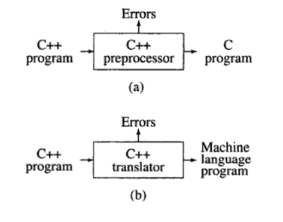 Errors
C++ program
C++ preprocessor
C program
(a)
Errors
C++ program
C++ translator
Machine language program
(b)